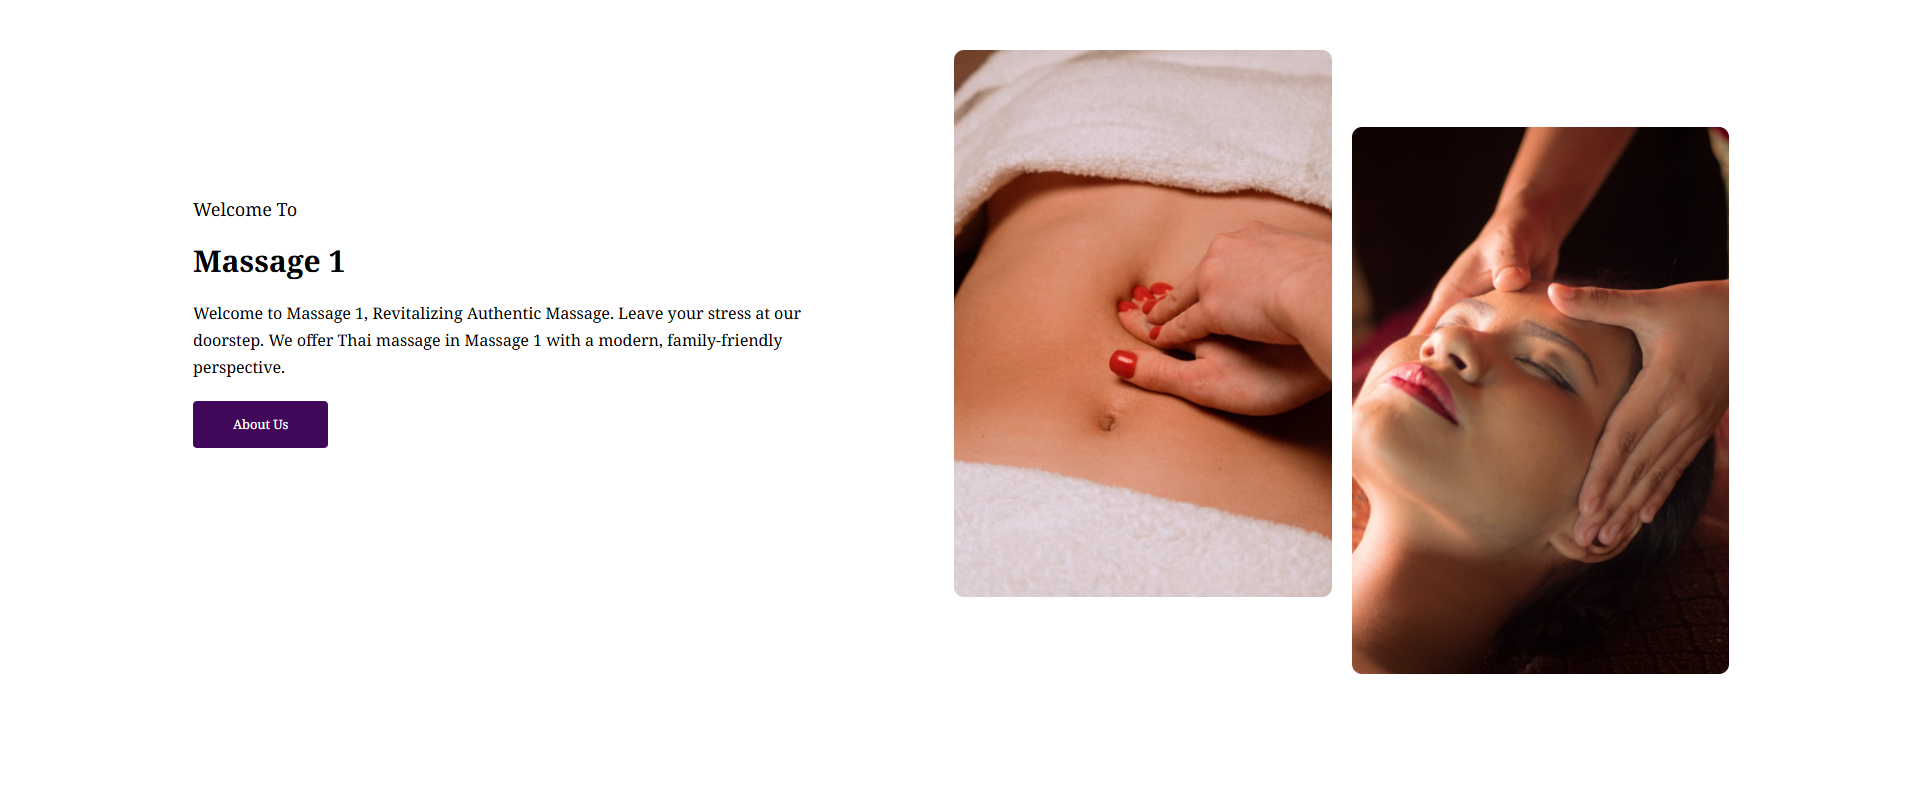 Welcome To
Massage 1
Welcome to Massage 1, Revitalizing Authentic Massage. Leave your stress at our
doorstep. We offer Thai massage in Massage 1 with a modern, family-friendly
perspective.
About Us